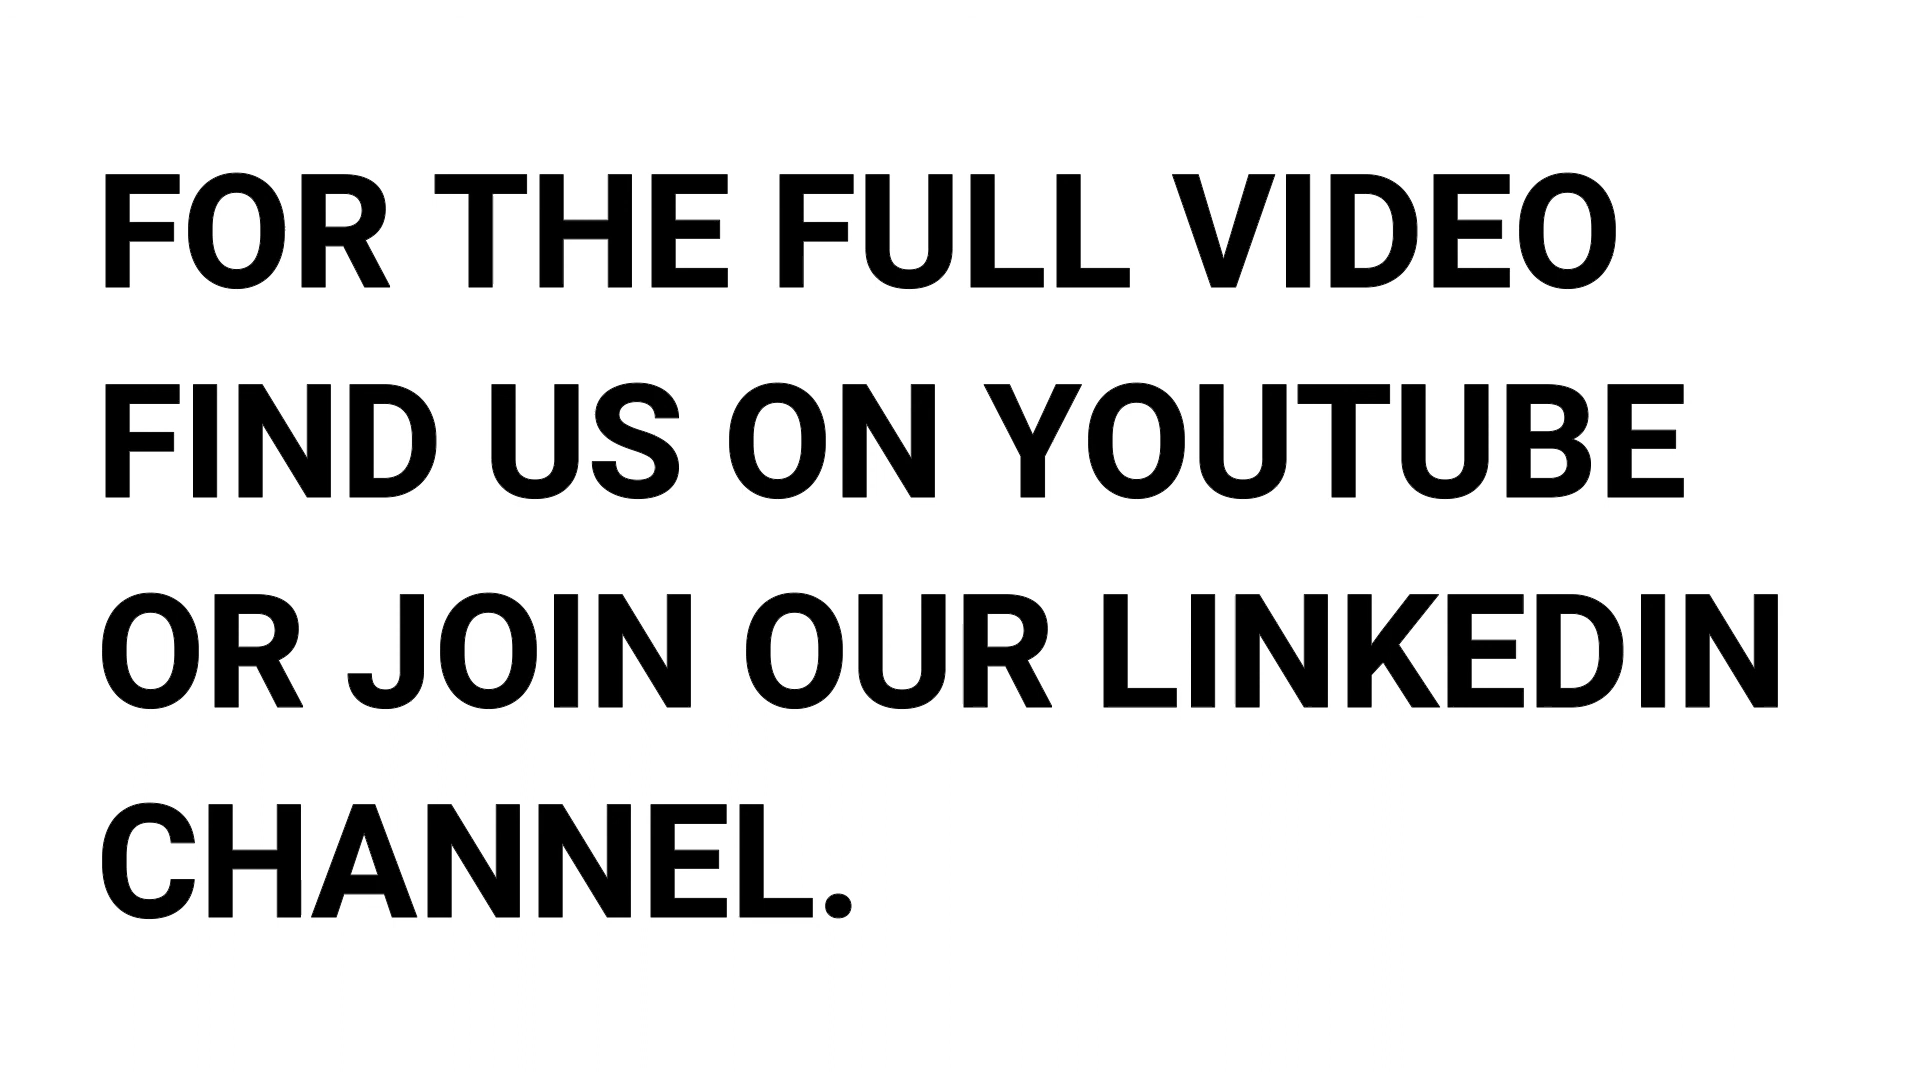 FOR THE FULL VIDEO
FIND US ON YOUTUBE
OR JOIN OUR LINKEDIN
CHANNEL.